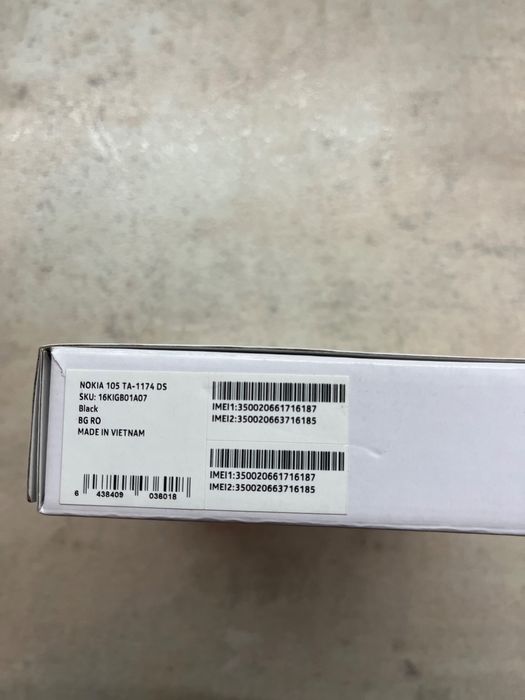 NOKIA 105 TA-1174 DS
SKU: 16KIGB01A07
Black
BG RO
MADE IN VIETNAM
6 438409 038018
IMEI1:350020661716187
IMEI2:350020663716185
IMEI1:350020661716187
IMEI2:350020663716185